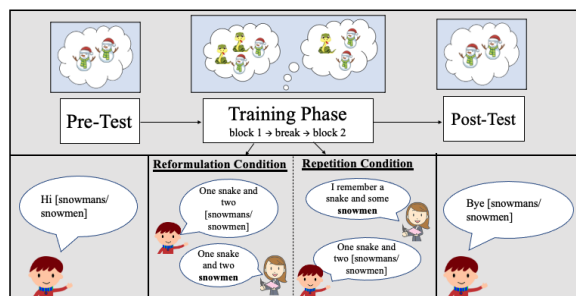 Pre-Test
Training Phase
block 1 → break → block 2
Post-Test
Hi [snowmans/
snowmen]
Reformulation Condition
One snake and
two
[snowmans/
snowmen]
One snake
and two
snowmen
Repetition Condition
I remember a
snake and some
snowmen
One snake and
two [snowmans/
snowmen]
Bye [snowmans/
snowmen]